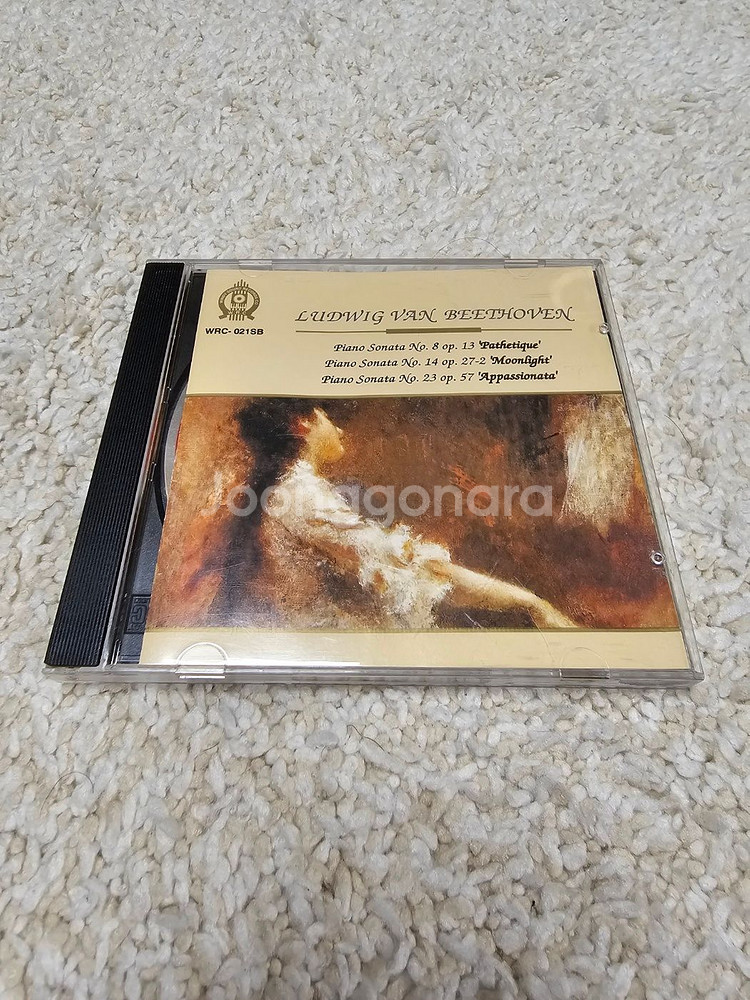 WRC- 021SB
LUDWIG VAN BEETHOVEN
Piano Sonata No. 8 op. 13 'Pathetique'
Piano Sonata No. 14 op. 27-2 'Moonlight'
Piano Sonata No. 23 op. 57 'Appassionata'
Joonggonara